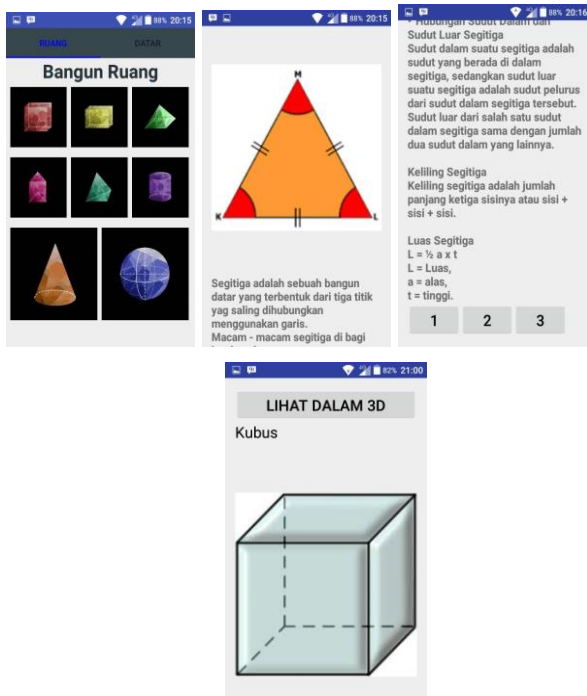 88% 20:15
RUANG
DATAR
Bangun Ruang
88% 20:15
M
K
L
Segitiga adalah sebuah bangun
datar yang terbentuk dari tiga titik
yag saling dihubungkan
menggunakan garis.
Macam - macam segitiga di bagi
88% 20:16
Hubungan Sudut Dalam dan
Sudut Luar Segitiga
Sudut dalam suatu segitiga adalah
sudut yang berada di dalam
segitiga, sedangkan sudut luar
suatu segitiga adalah sudut pelurus
dari sudut dalam segitiga tersebut.
Sudut luar dari salah satu sudut
dalam segitiga sama dengan jumlah
dua sudut dalam yang lainnya.
Keliling Segitiga
Keliling segitiga adalah jumlah
panjang ketiga sisinya atau sisi +
sisi + sisi.
Luas Segitiga
L = ½ a x t
L = Luas,
a = alas,
t = tinggi.
1 2 3
82% 21:00
LIHAT DALAM 3D
Kubus